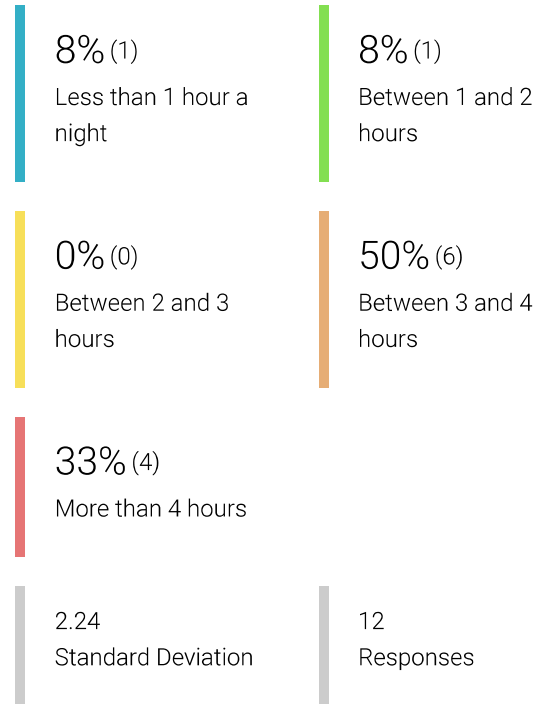 8% (1)
Less than 1 hour a
night
8% (1)
Between 1 and 2
hours
0% (0)
Between 2 and 3
hours
50% (6)
Between 3 and 4
hours
33% (4)
More than 4 hours
2.24
Standard Deviation
12
Responses